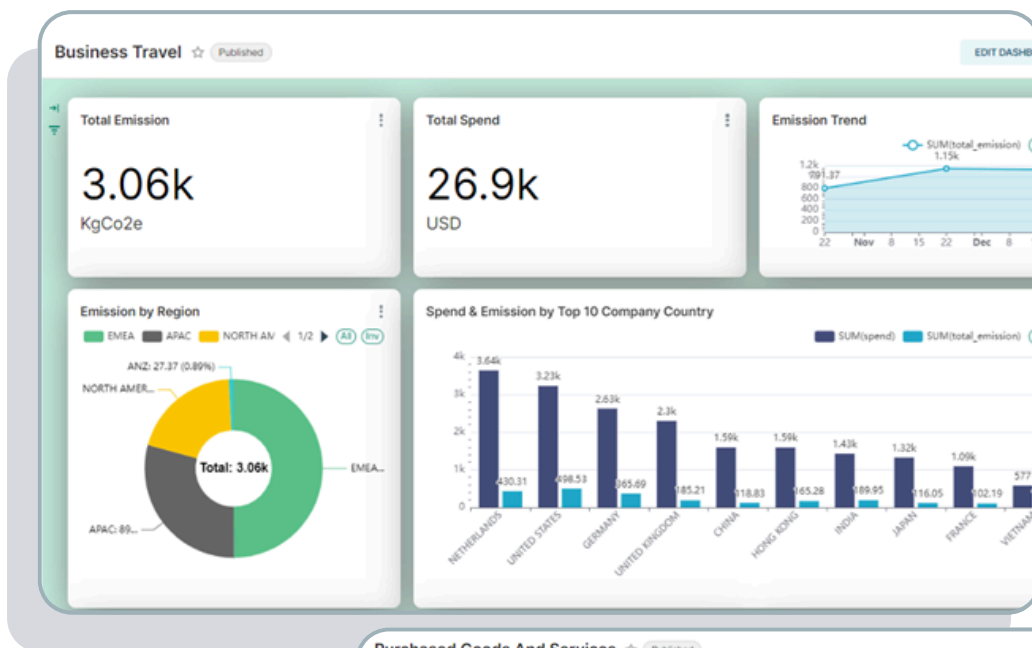 Business Travel
Published
EDIT DASHB
Total Emission
3.06k
KgCo2e
Total Spend
26.9k
USD
Emission Trend
SUM(total_emission)
1.15k
1.2k
791.37
800
600
400
200
0
22 Nov 8 15 22 Dec 8
Emission by Region
EMEA APAC NORTH AM 1/2 All Inv
ANZ: 27.37 (0.89%)
NORTH AMER...
Total: 3.06k
EMEA...
APAC: 89...
Spend & Emission by Top 10 Company Country
SUM(spend) SUM(total_emission)
4k
3k
2k
1k
0
3.64k 3.23k 2.63k 2.3k 1.59k 1.59k 1.43k 1.32k 1.09k 577
430.31 498.53 365.69 185.21 118.83 165.28 189.95 116.05 102.19
NETHERLANDS UNITED STATES GERMANY UNITED KINGDOM CHINA HONG KONG INDIA JAPAN FRANCE VIETNAM
Purchased Goods And Services
Published